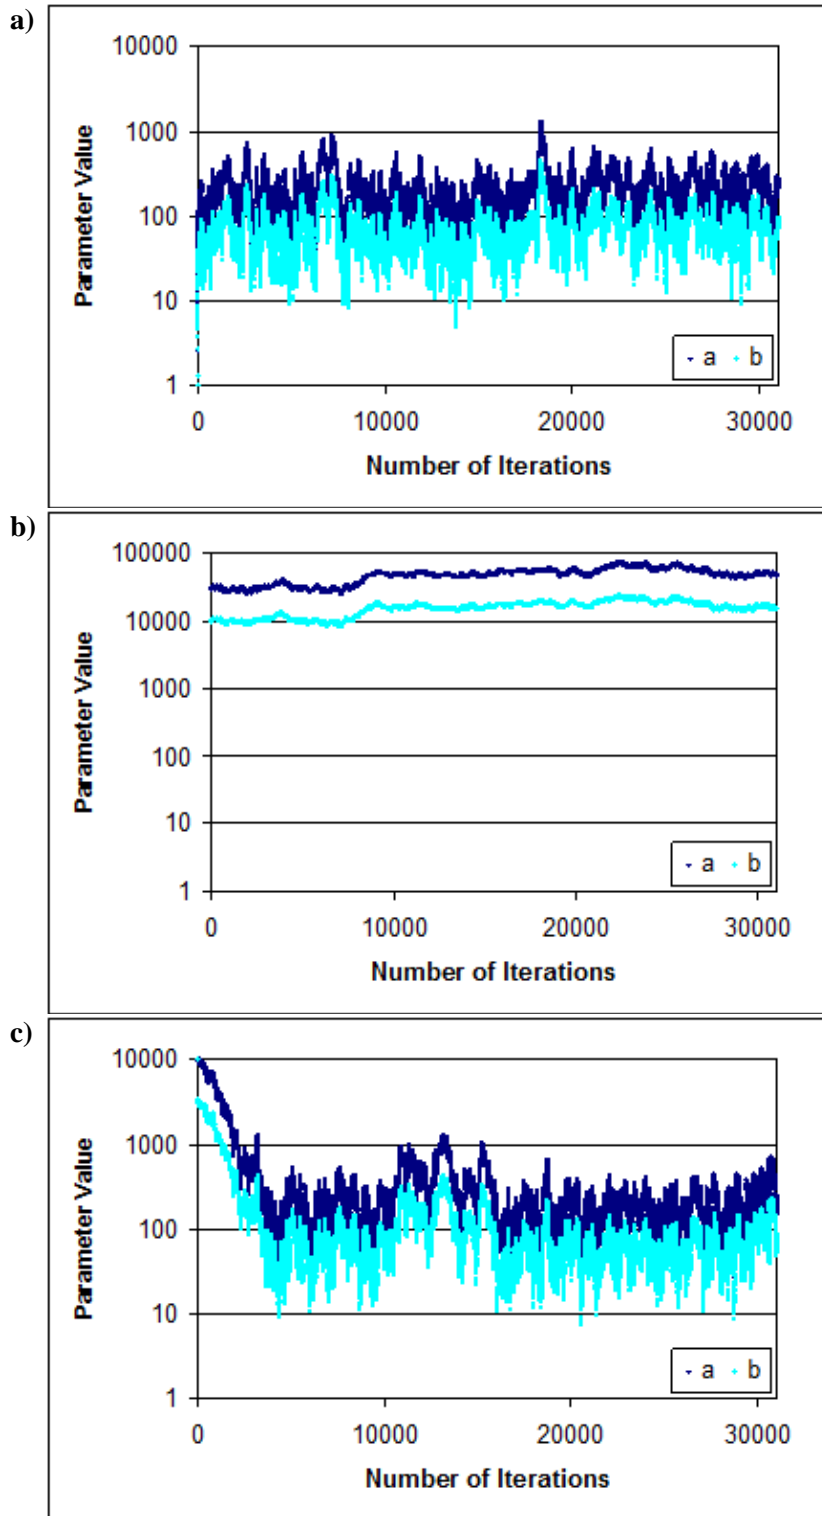 a)
10000
1000
100
10
1
Parameter Value
a b
0 10000 20000 30000
Number of Iterations
b)
100000
10000
1000
100
10
1
Parameter Value
a b
0 10000 20000 30000
Number of Iterations
c)
10000
1000
100
10
1
Parameter Value
a b
0 10000 20000 30000
Number of Iterations